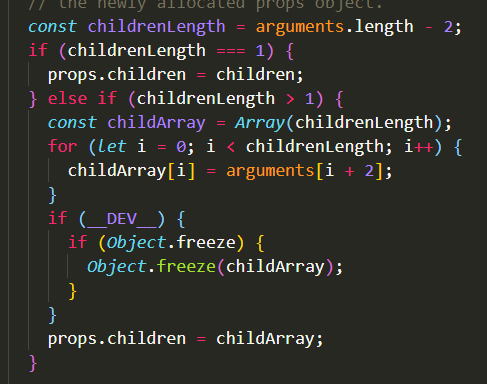 // the newly allocated props object.
const childrenLength = arguments.length - 2;
if (childrenLength === 1) {
  props.children = children;
} else if (childrenLength > 1) {
  const childArray = Array(childrenLength);
  for (let i = 0; i < childrenLength; i++) {
    childArray[i] = arguments[i + 2];
  }
  if (__DEV__) {
    if (Object.freeze) {
      Object.freeze(childArray);
    }
  }
  props.children = childArray;
}